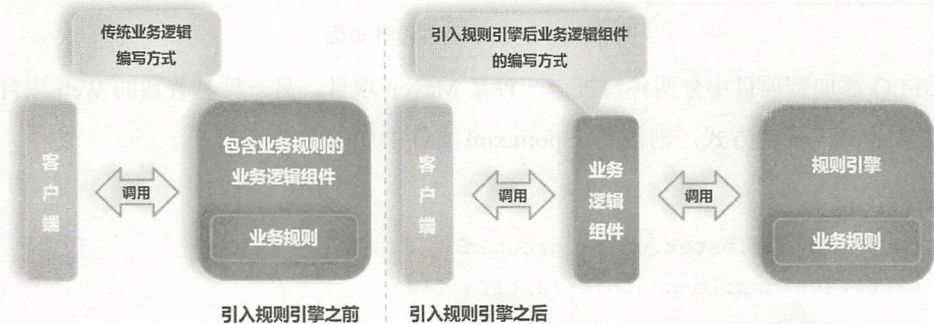 传统业务逻辑
编写方式
客户端
调用
包含业务规则的
业务逻辑组件
业务规则
引入规则引擎之前
引入规则引擎后业务逻辑组件
的编写方式
客户端
调用
业务
逻辑
组件
调用
规则引擎
业务规则
引入规则引擎之后